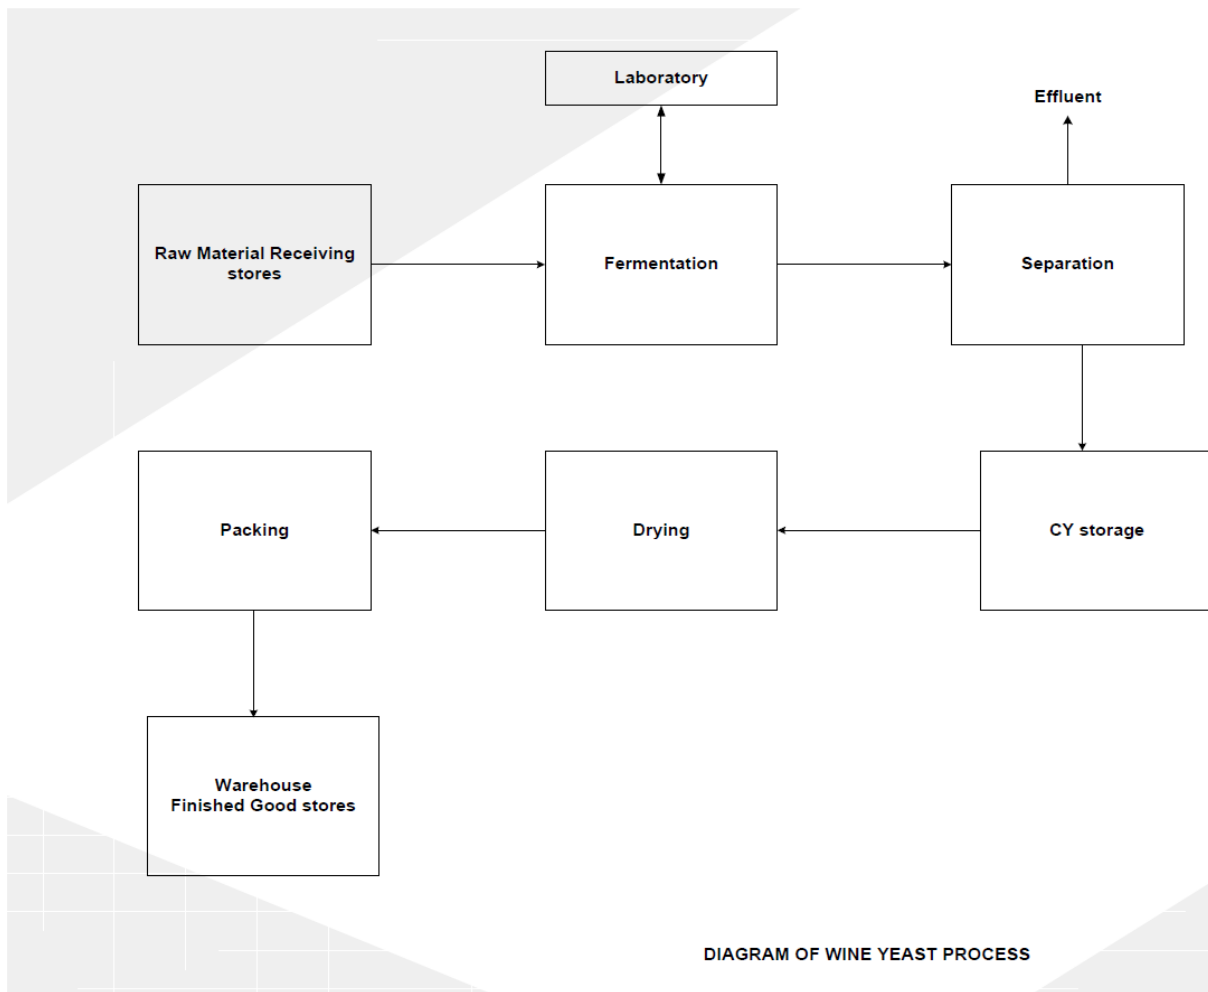 Laboratory
Effluent
Raw Material Receiving
stores
Fermentation
Separation
Packing
Drying
CY storage
Warehouse
Finished Good stores
DIAGRAM OF WINE YEAST PROCESS